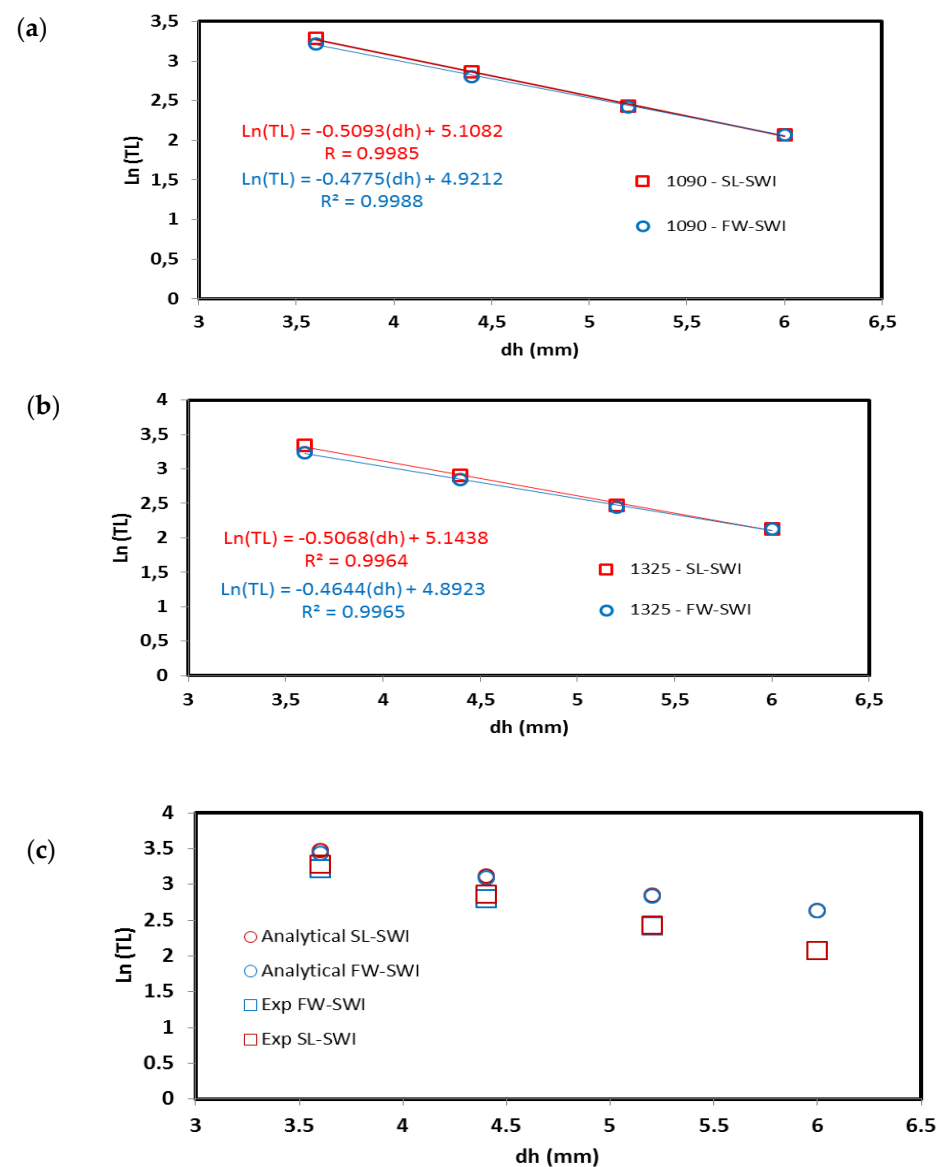 (a)
3,5
3
2,5
2
1,5
1
0,5
0
Ln (TL)
Ln(TL) = -0.5093(dh) + 5.1082
R = 0.9985
Ln(TL) = -0.4775(dh) + 4.9212
R² = 0.9988
1090 - SL-SWI
1090 - FW-SWI
3 3,5 4 4,5 5 5,5 6 6,5
dh (mm)
(b)
4
3,5
3
2,5
2
1,5
1
0,5
0
Ln (TL)
Ln(TL) = -0.5068(dh) + 5.1438
R² = 0.9964
Ln(TL) = -0.4644(dh) + 4.8923
R² = 0.9965
1325 - SL-SWI
1325 - FW-SWI
3 3,5 4 4,5 5 5,5 6 6,5
dh (mm)
(c)
4
3.5
3
2.5
2
1.5
1
0.5
0
Ln (TL)
Analytical SL-SWI
Analytical FW-SWI
Exp FW-SWI
Exp SL-SWI
3 3.5 4 4.5 5 5.5 6 6.5
dh (mm)